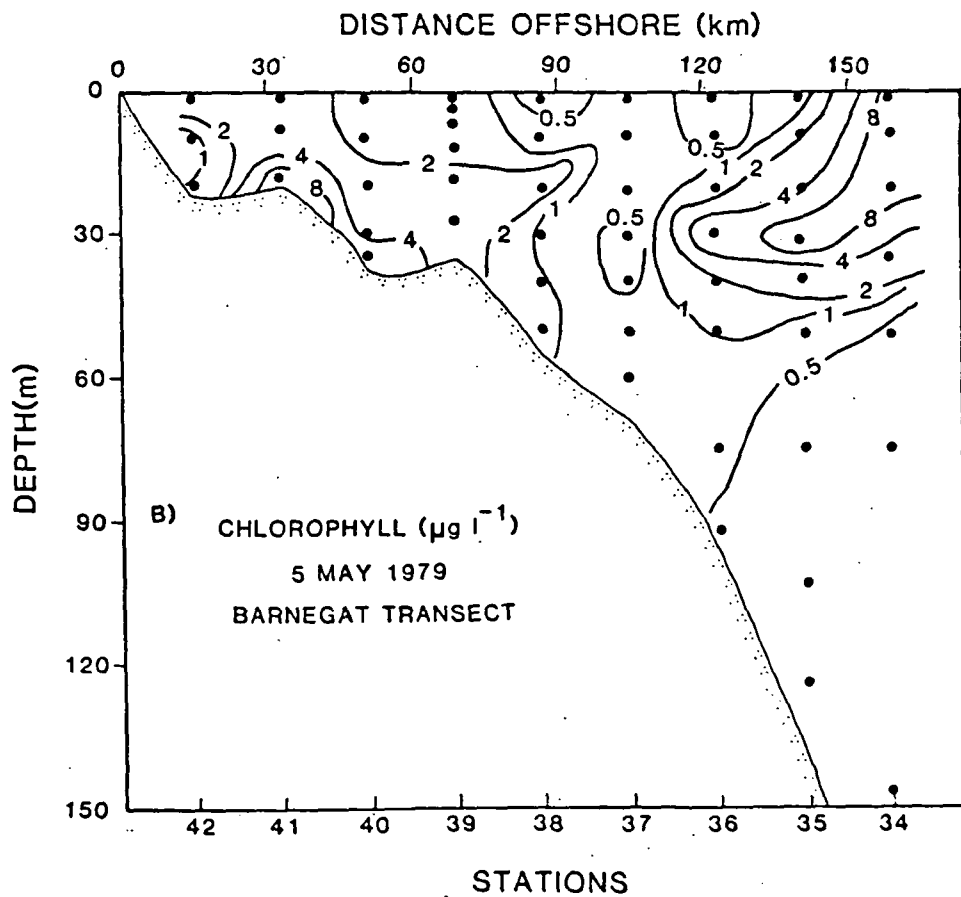 DISTANCE OFFSHORE (km)
0 30 60 90 120 150
0
30
60
90
120
150
DEPTH(m)
0.5 0.5 8
2 2 1
1 4 2 2
4
8 1 0.5 8
4 2 4
2
1 1
0.5
B) CHLOROPHYLL (µg l⁻¹)
5 MAY 1979
BARNEGAT TRANSECT
42 41 40 39 38 37 36 35 34
STATIONS